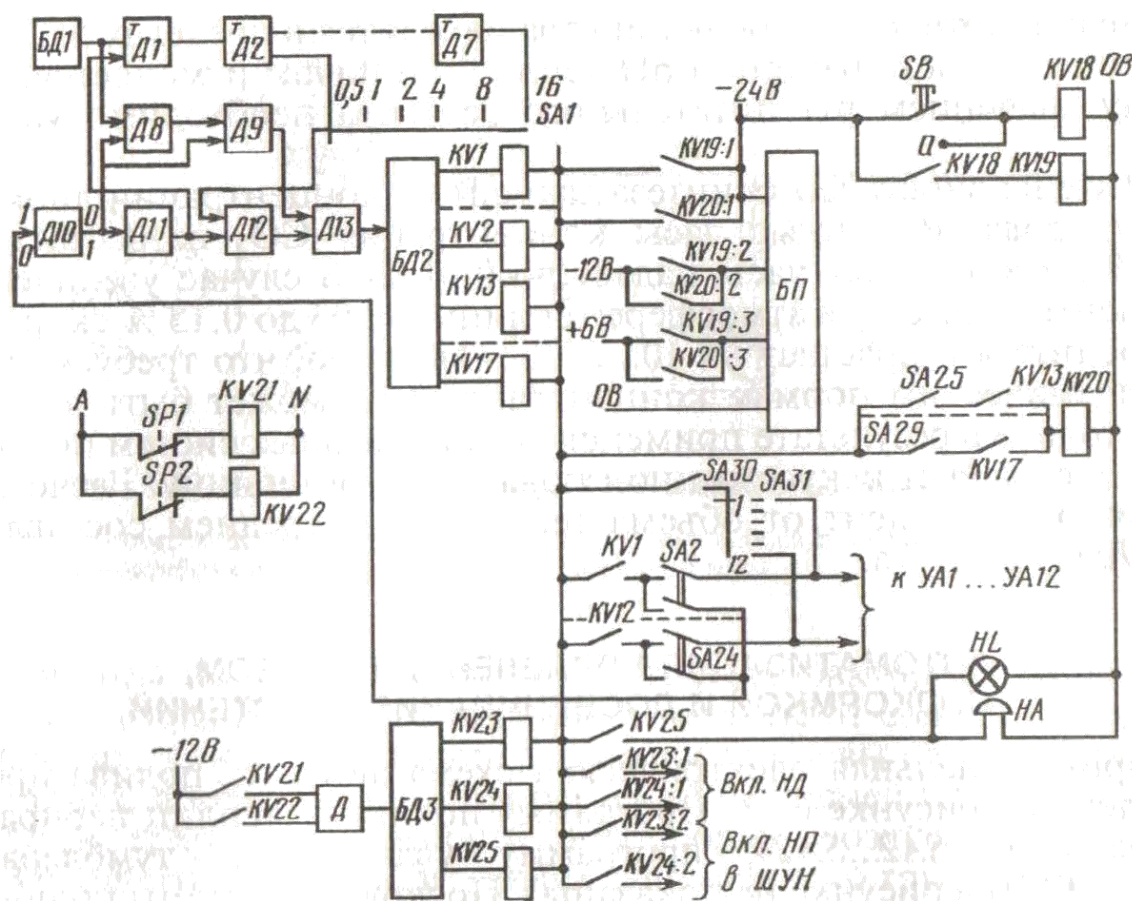 БД1
т Д1
т Д2
т Д7
0,5 1 2 4 8 16
SA1
Д8
Д9
1
0
Д10
0
1
Д11
Д12
Д13
БД2
KV1
KV2
KV13
KV17
-24В
SB
KV18
0В
a
KV18
KV19
KV19:1
KV20:1
-12В
KV19:2
KV20:2
+6В
KV19:3
KV20:3
0В
БП
SA25
KV13
KV20
SA29
KV17
A
N
SP1
KV21
SP2
KV22
SA30
SA31
1
12
KV1
SA2
KV12
SA24
к УА1 ... УА12
HL
HA
-12В
KV21
KV22
Д
БД3
KV23
KV24
KV25
KV25
KV23:1
KV24:1
Вкл. НД
KV23:2
KV24:2
Вкл. НП
в ШУН